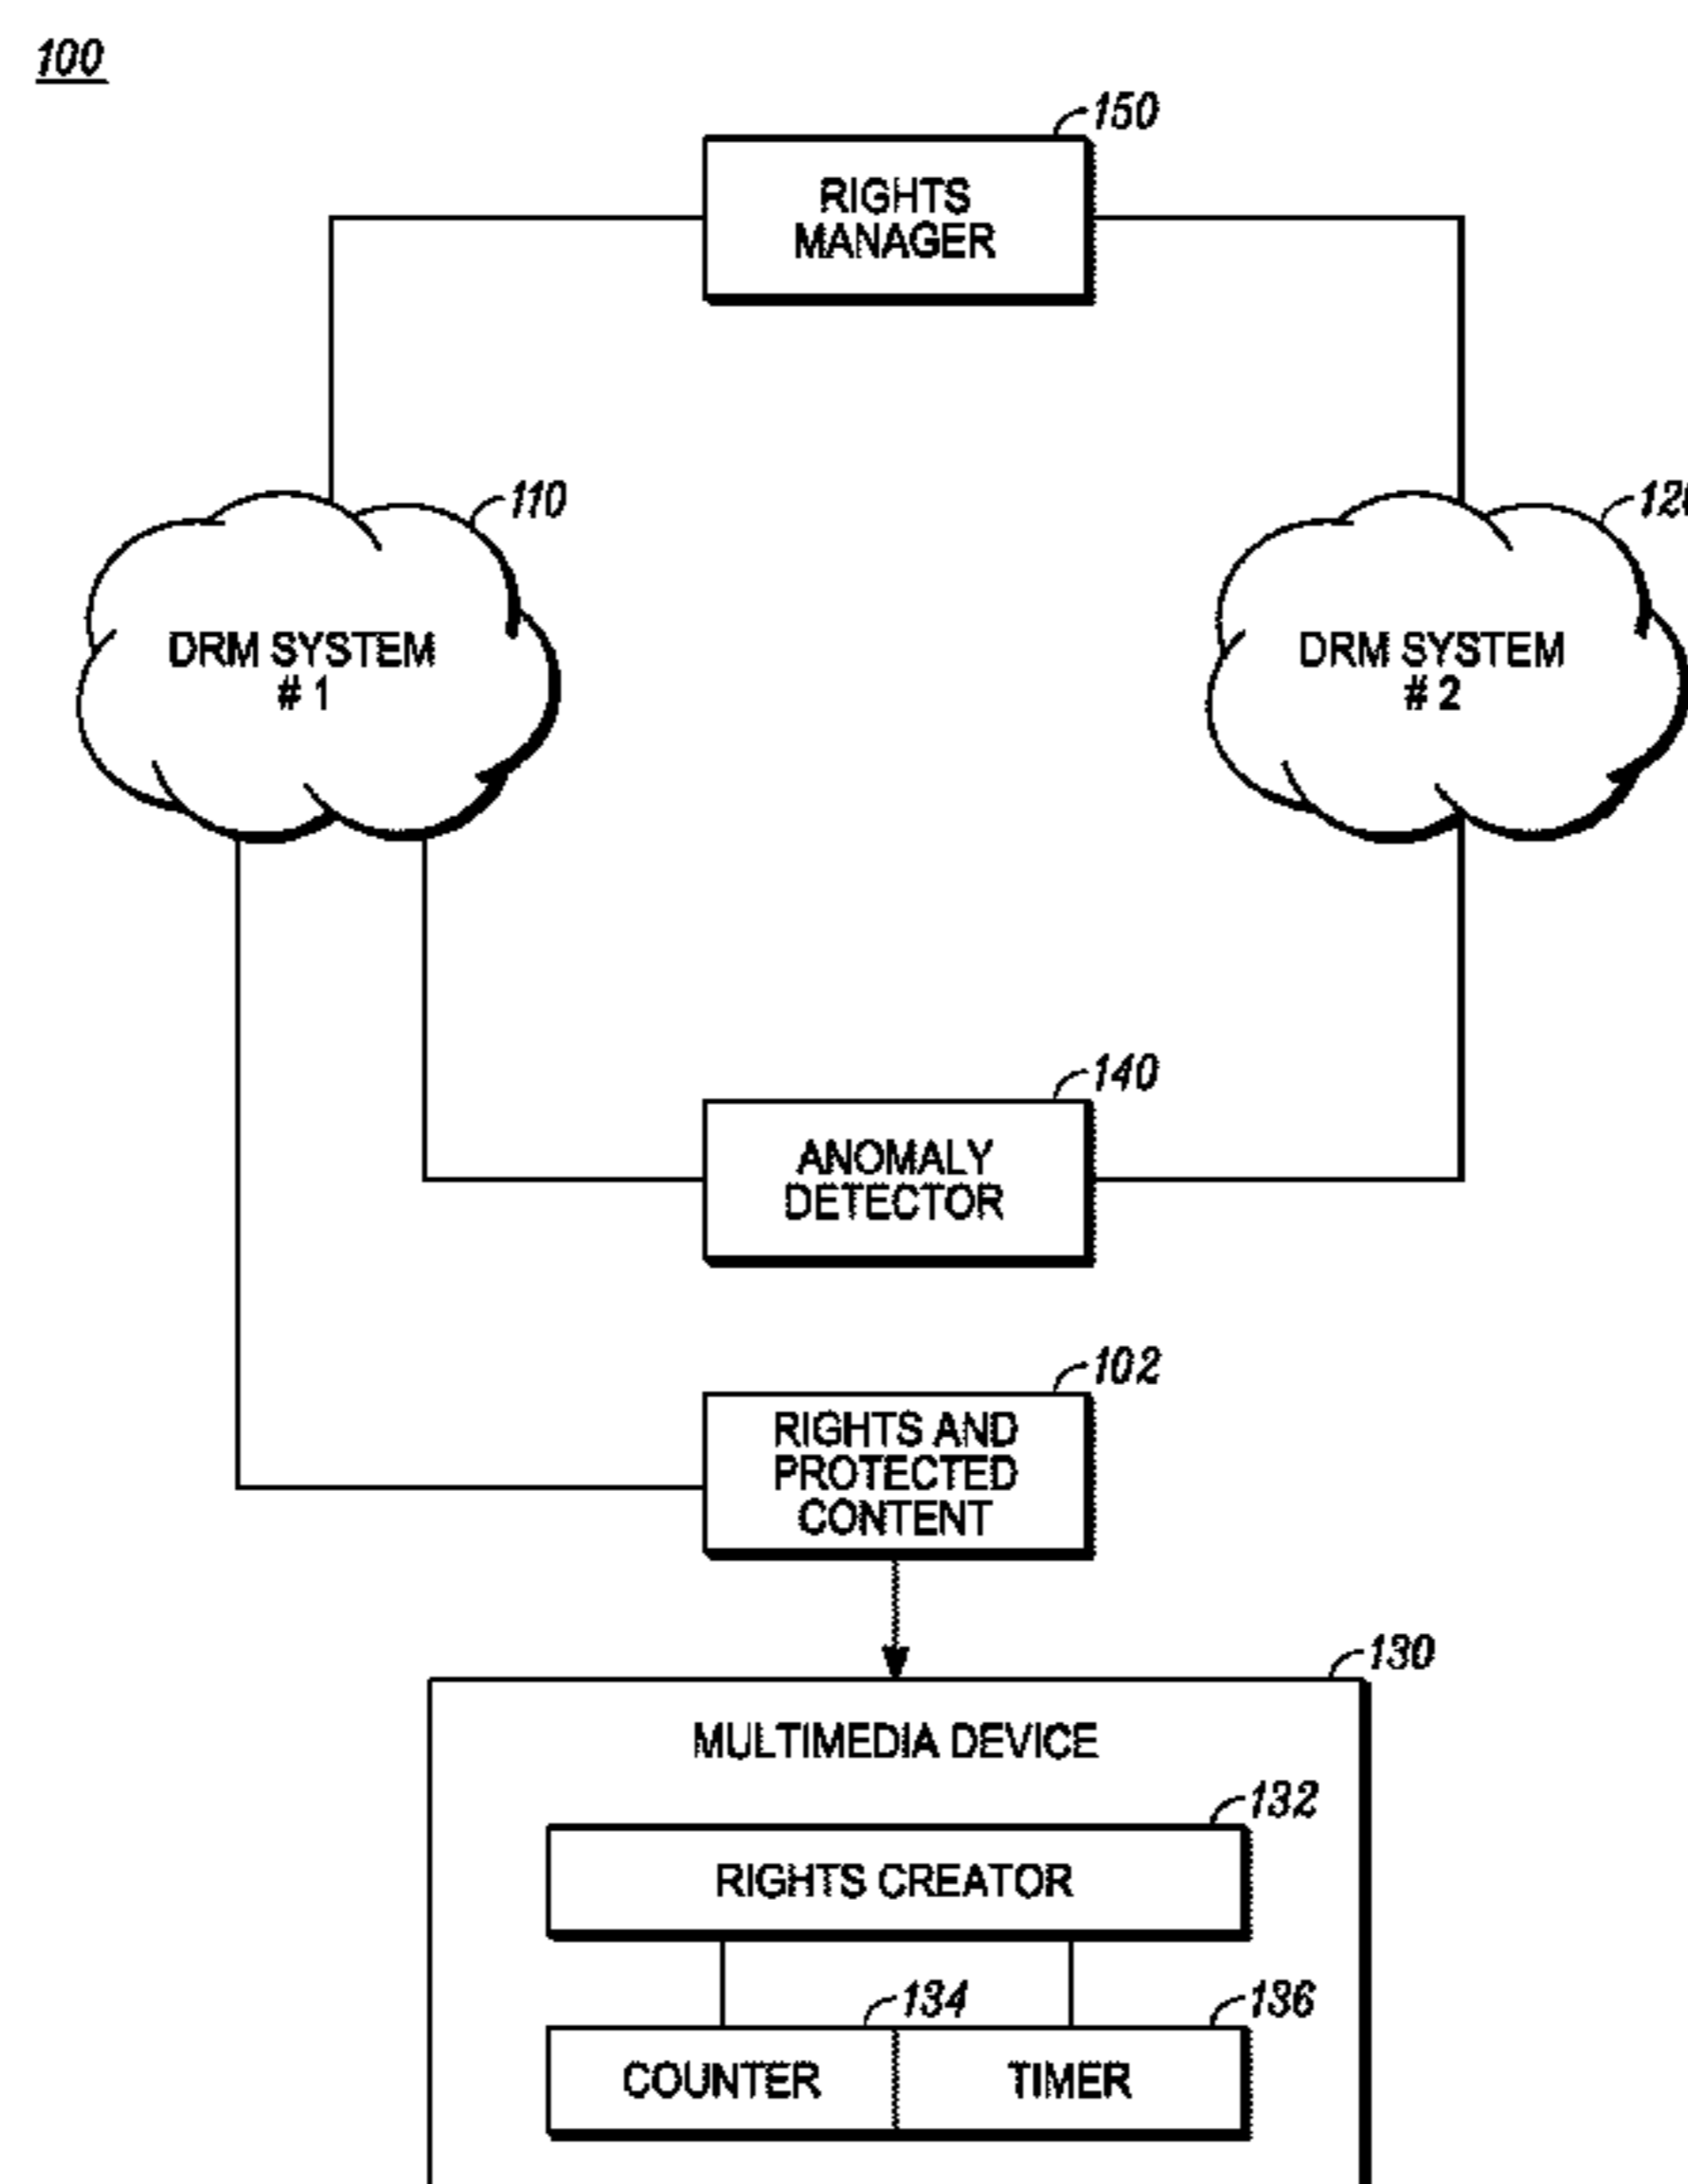 100
150
RIGHTS
MANAGER
110
DRM SYSTEM
# 1
120
DRM SYSTEM
# 2
140
ANOMALY
DETECTOR
102
RIGHTS AND
PROTECTED
CONTENT
130
MULTIMEDIA DEVICE
132
RIGHTS CREATOR
134
136
COUNTER
TIMER